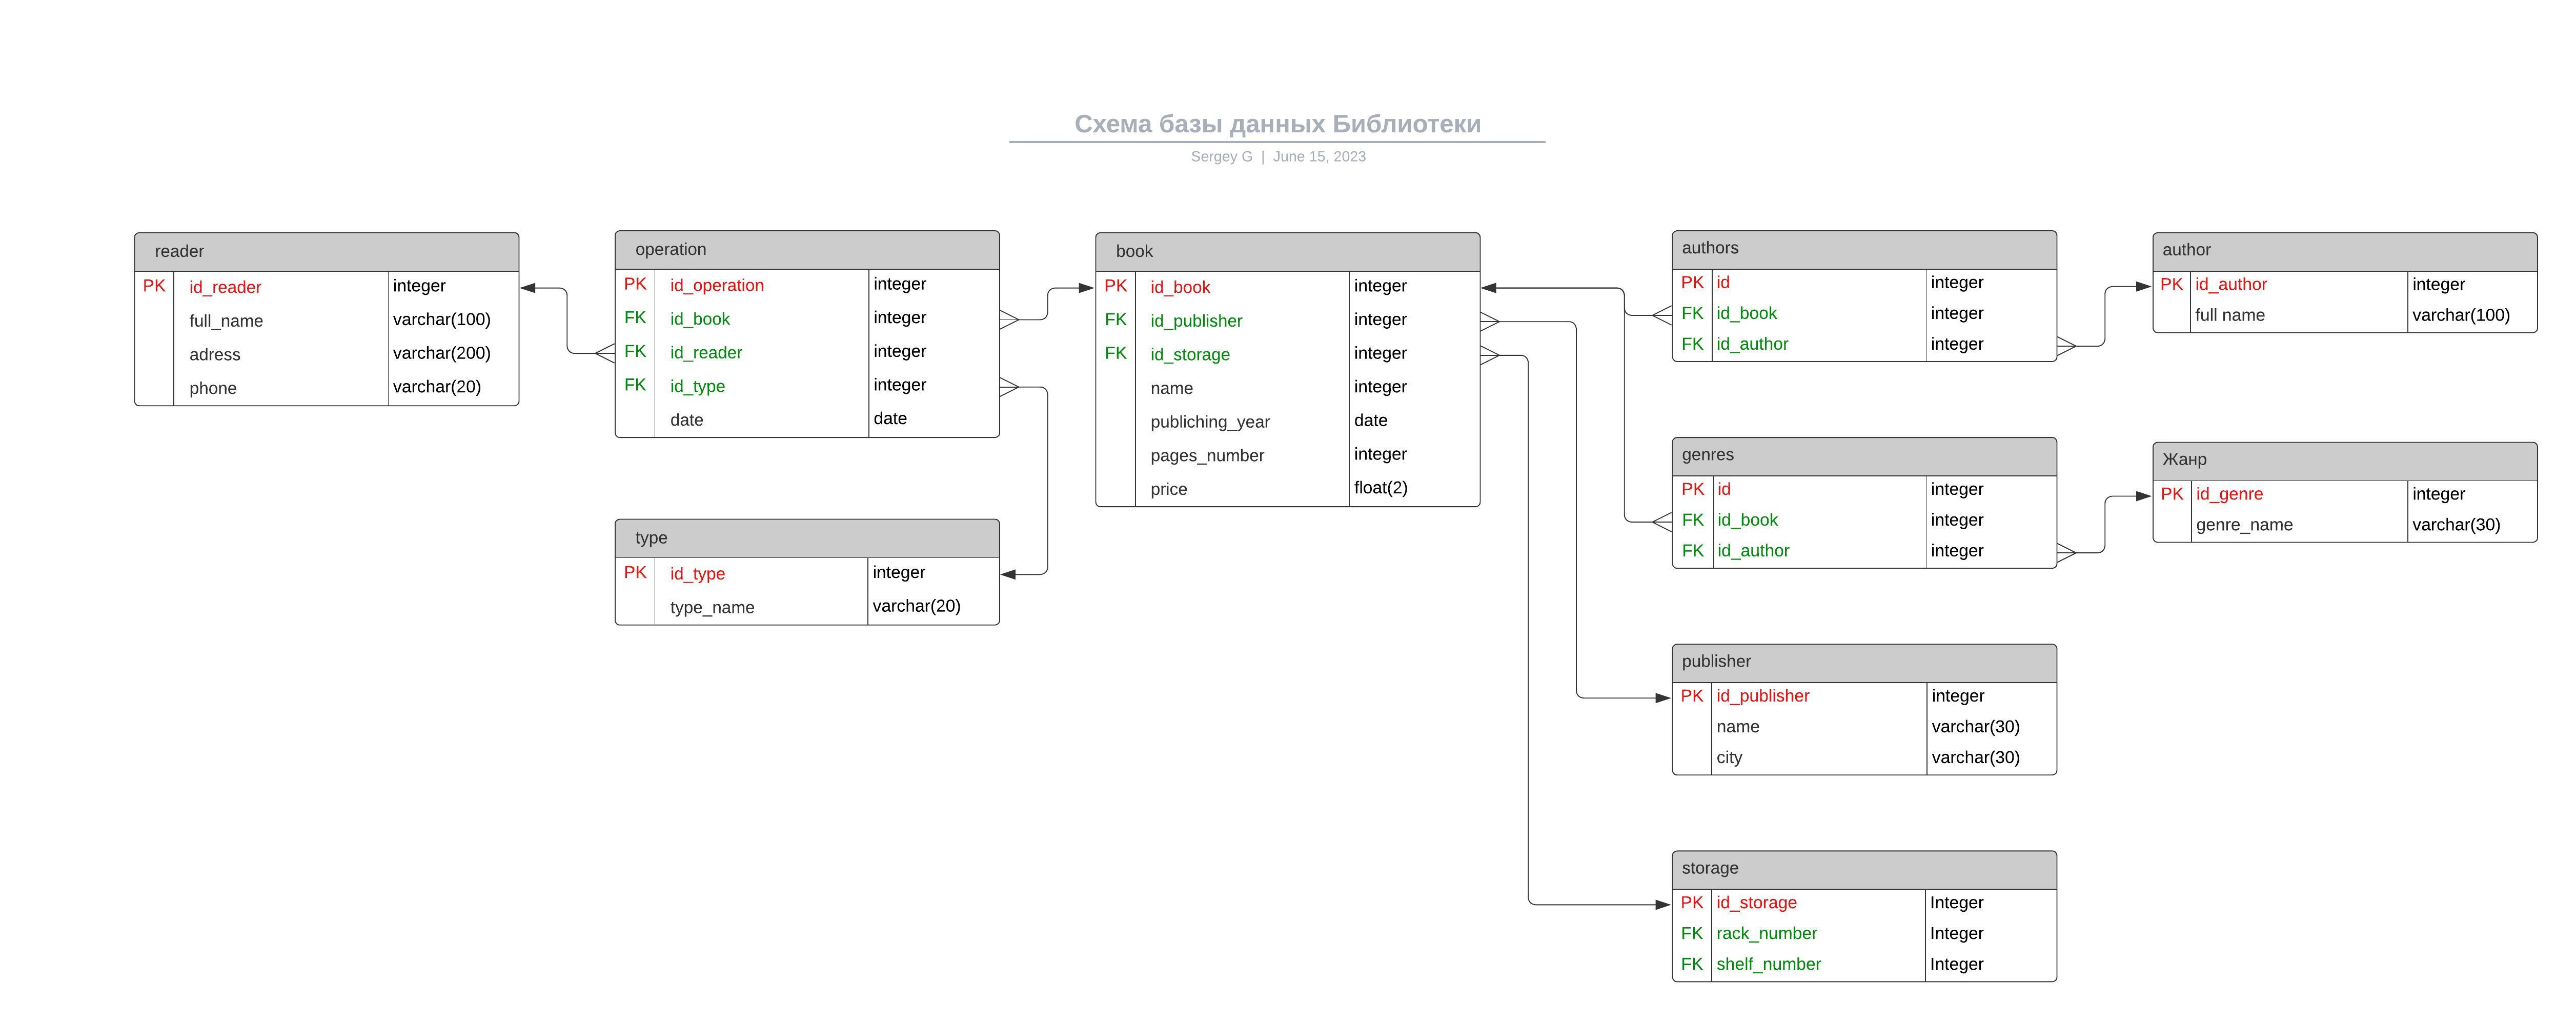 Схема базы данных Библиотеки
Sergey G | June 15, 2023
reader
PK id_reader integer
full_name varchar(100)
adress varchar(200)
phone varchar(20)
operation
PK id_operation integer
FK id_book integer
FK id_reader integer
FK id_type integer
date date
type
PK id_type integer
type_name varchar(20)
book
PK id_book integer
FK id_publisher integer
FK id_storage integer
name integer
publiching_year date
pages_number integer
price float(2)
authors
PK id integer
FK id_book integer
FK id_author integer
author
PK id_author integer
full name varchar(100)
genres
PK id integer
FK id_book integer
FK id_author integer
Жанр
PK id_genre integer
genre_name varchar(30)
publisher
PK id_publisher integer
name varchar(30)
city varchar(30)
storage
PK id_storage Integer
FK rack_number Integer
FK shelf_number Integer